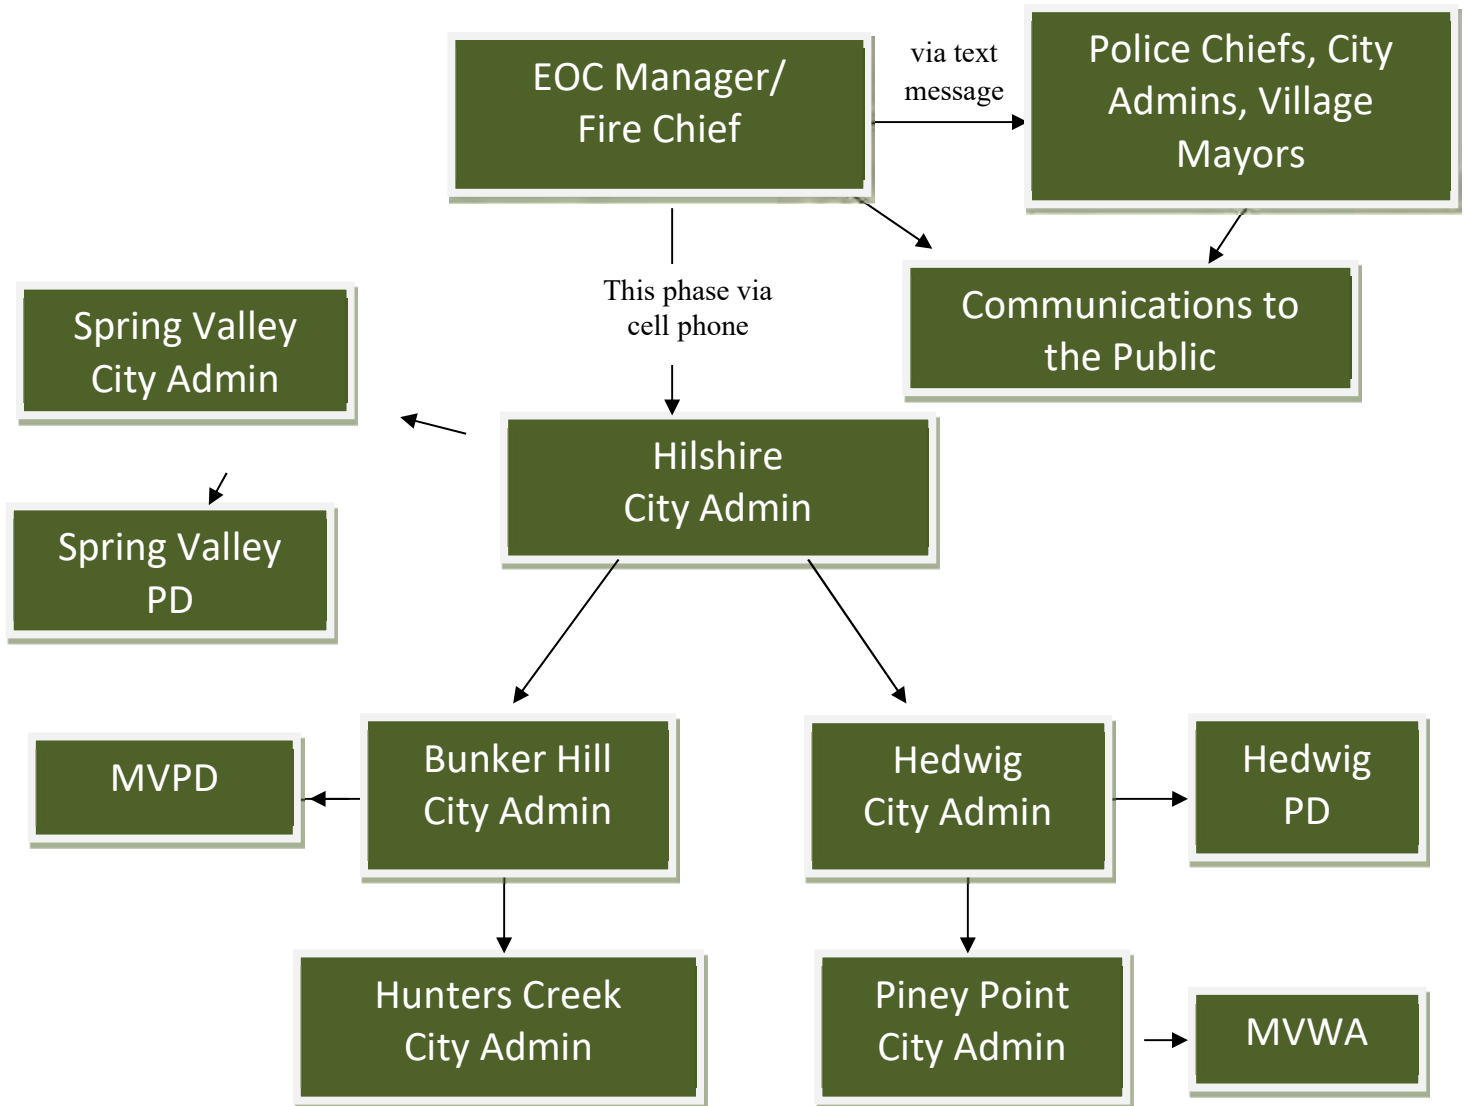 EOC Manager/
Fire Chief
via text
message
Police Chiefs, City
Admins, Village
Mayors
This phase via
cell phone
Communications to
the Public
Spring Valley
City Admin
Hilshire
City Admin
Spring Valley
PD
MVPD
Bunker Hill
City Admin
Hedwig
City Admin
Hedwig
PD
Hunters Creek
City Admin
Piney Point
City Admin
MVWA